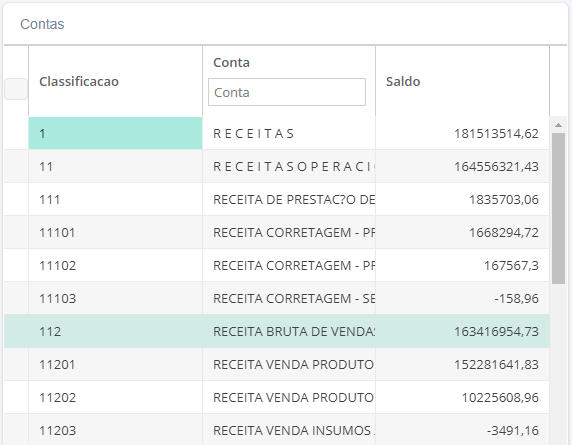 Contas
Classificacao Conta Saldo
Conta
1 R E C E I T A S 181513514,62
11 R E C E I T A S O P E R A C I 164556321,43
111 RECEITA DE PRESTAC?O DE 1835703,06
11101 RECEITA CORRETAGEM - PR 1668294,72
11102 RECEITA CORRETAGEM - PR 167567,3
11103 RECEITA CORRETAGEM - SE -158,96
112 RECEITA BRUTA DE VENDAS 163416954,73
11201 RECEITA VENDA PRODUTO 152281641,83
11202 RECEITA VENDA PRODUTO 10225608,96
11203 RECEITA VENDA INSUMOS -3491,16